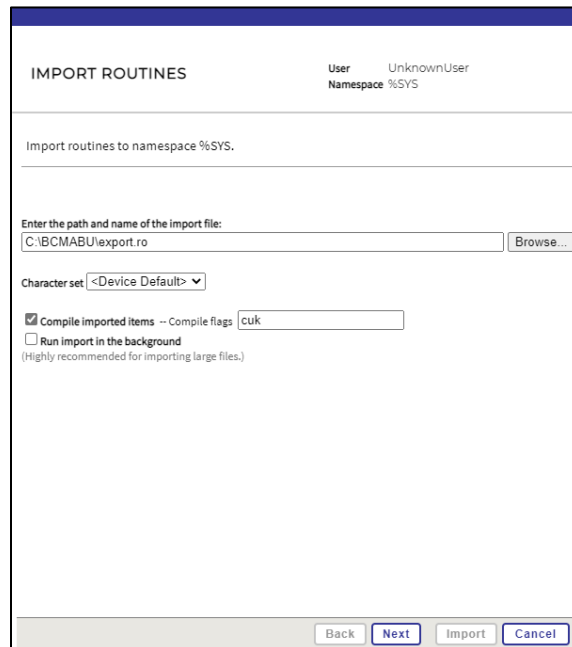 IMPORT ROUTINES
User UnknownUser
Namespace %SYS
Import routines to namespace %SYS.
Enter the path and name of the import file:
C:\BCMABU\export.ro Browse...
Character set <Device Default>
Compile imported items -- Compile flags cuk
Run import in the background
(Highly recommended for importing large files.)
Back Next Import Cancel